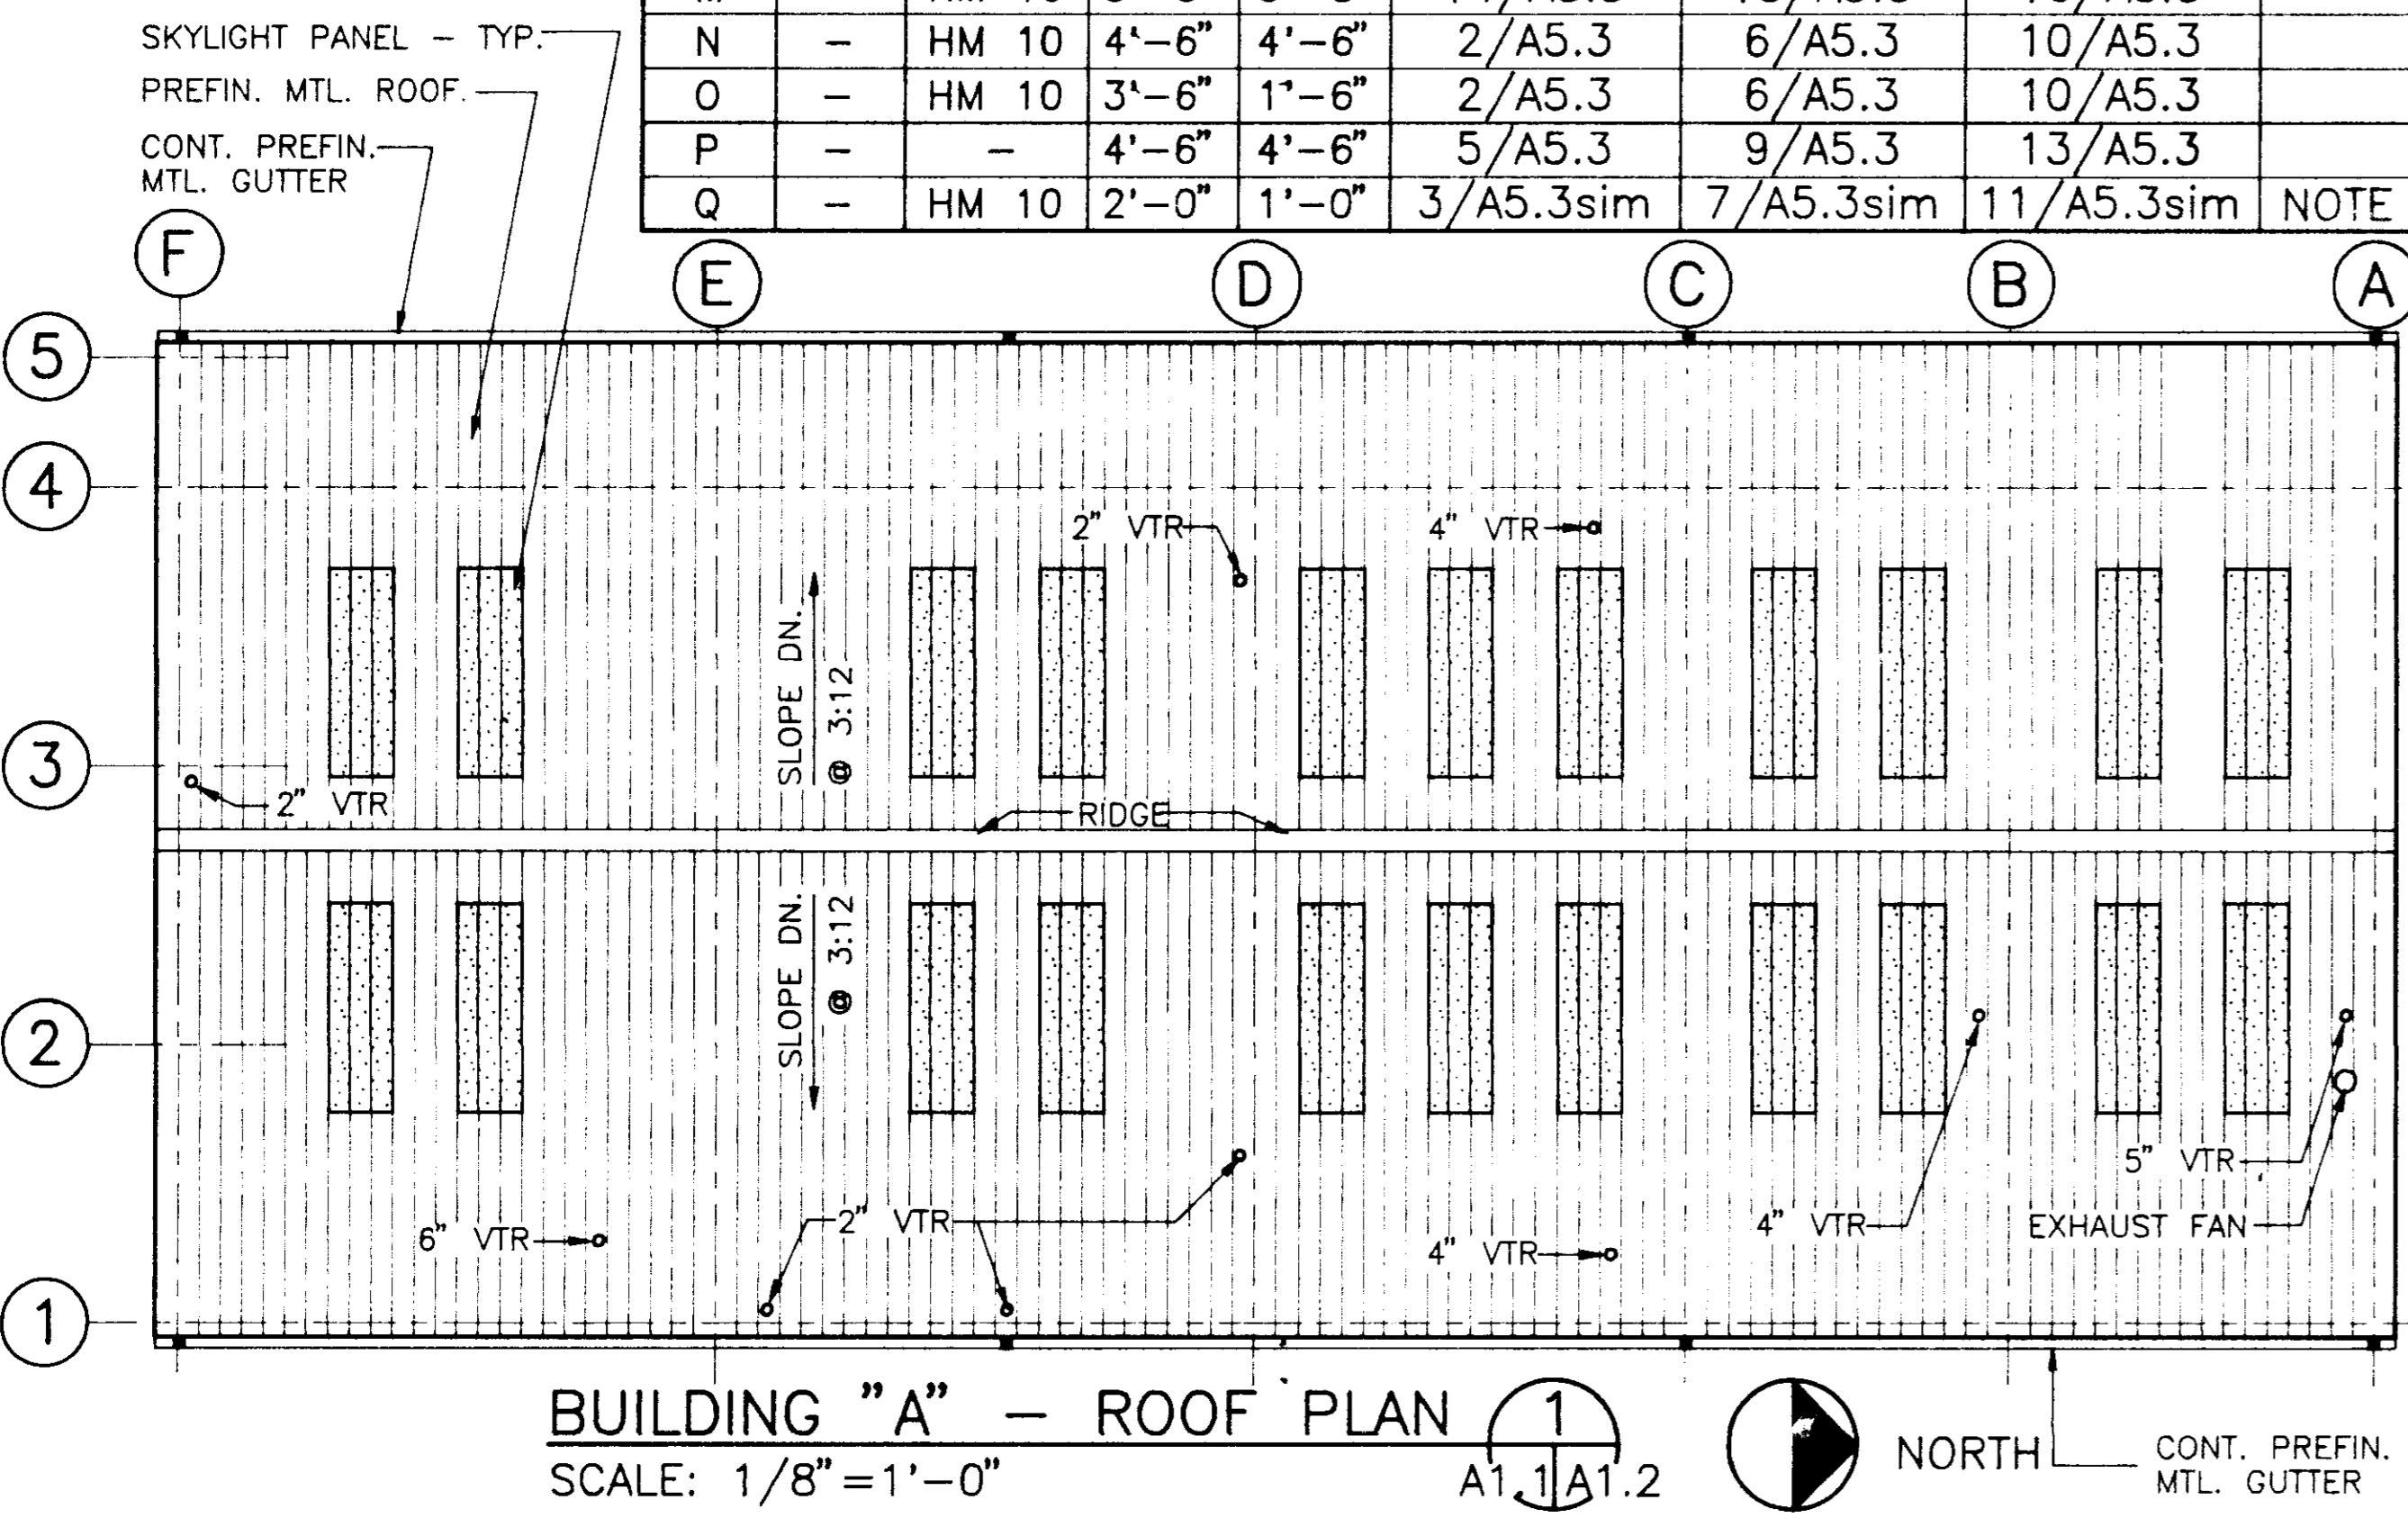 N – HM 10 4'-6" 4'-6" 2/A5.3 6/A5.3 10/A5.3
O – HM 10 3'-6" 1'-6" 2/A5.3 6/A5.3 10/A5.3
P – – 4'-6" 4'-6" 5/A5.3 9/A5.3 13/A5.3
Q – HM 10 2'-0" 1'-0" 3/A5.3sim 7/A5.3sim 11/A5.3sim NOTE
SKYLIGHT PANEL – TYP.
PREFIN. MTL. ROOF.
CONT. PREFIN.
MTL. GUTTER
F E D C B A
5
4
3
2
1
2" VTR
4" VTR
SLOPE DN.
@ 3:12
2" VTR
RIDGE
SLOPE DN.
@ 3:12
6" VTR
2" VTR
4" VTR
4" VTR
5" VTR
EXHAUST FAN
BUILDING "A" – ROOF PLAN
SCALE: 1/8"=1'-0"
1
A1.1 A1.2
NORTH
CONT. PREFIN.
MTL. GUTTER